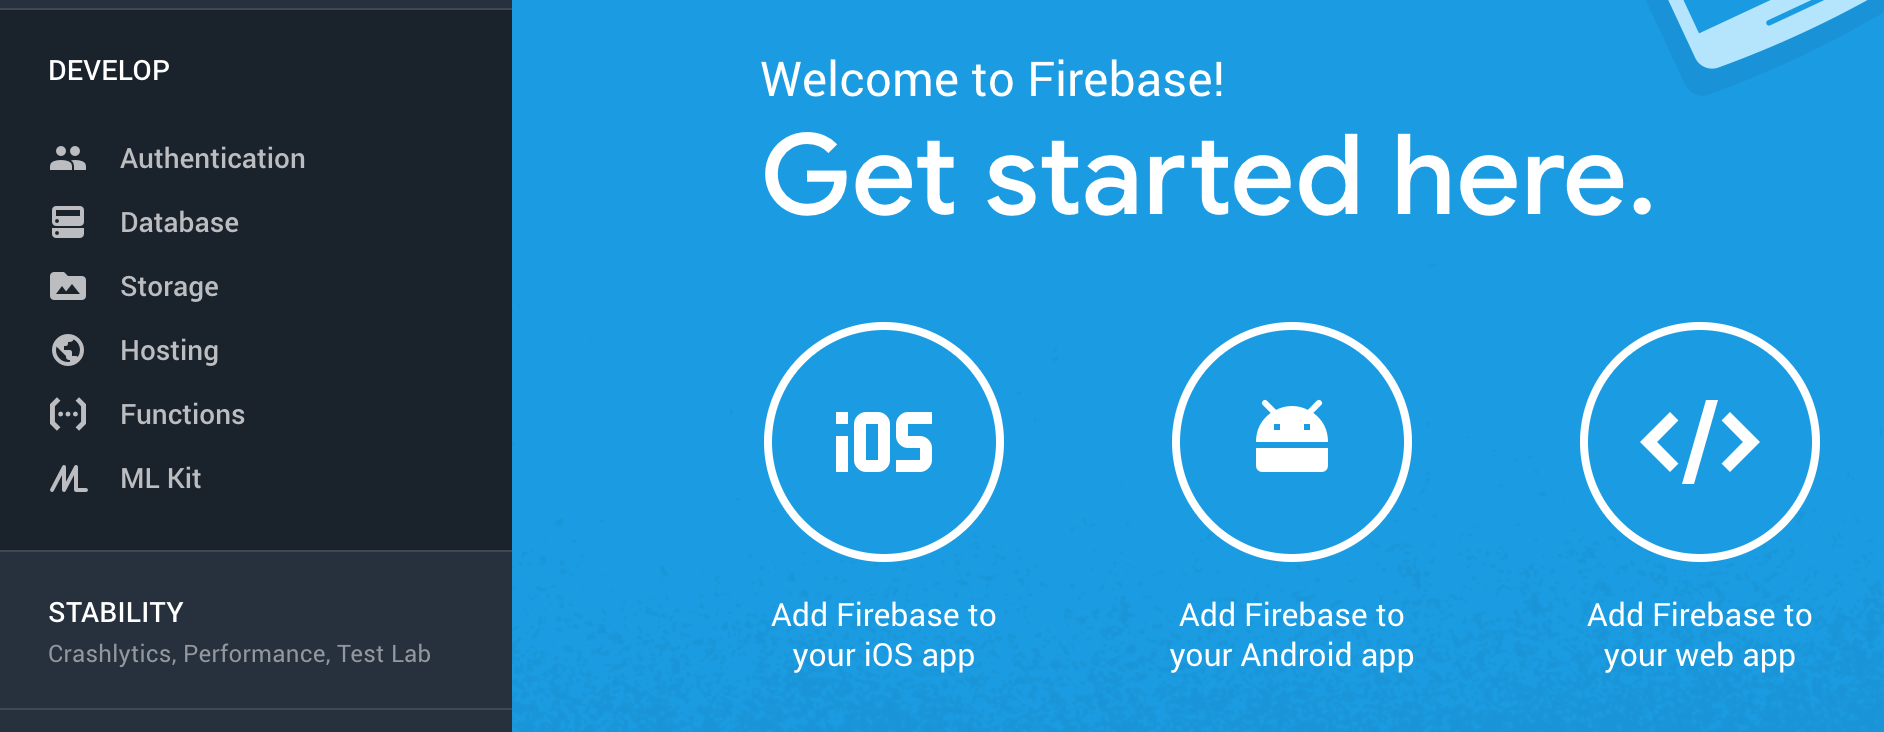 DEVELOP
Authentication
Database
Storage
Hosting
Functions
ML Kit
STABILITY
Crashlytics, Performance, Test Lab
Welcome to Firebase!
Get started here.
iOS
Add Firebase to
your iOS app
Add Firebase to
your Android app
</>
Add Firebase to
your web app